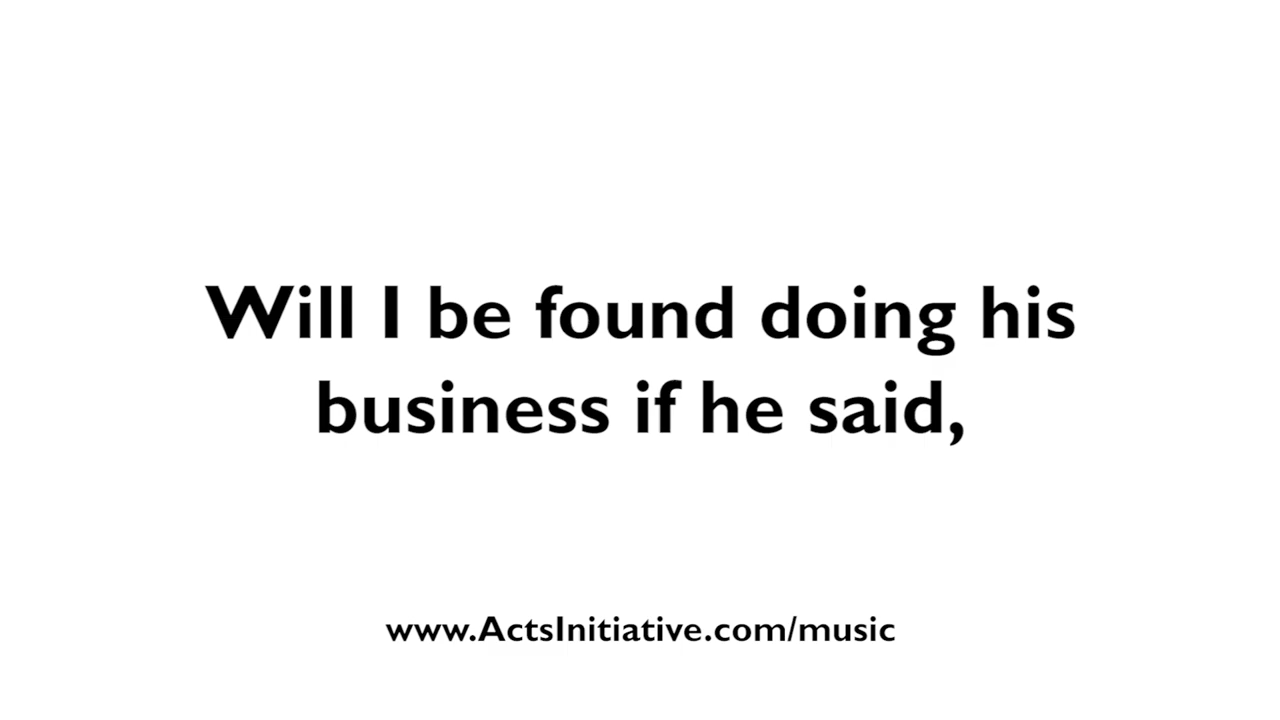 Will I be found doing his
business if he said,
www.ActsInitiative.com/music